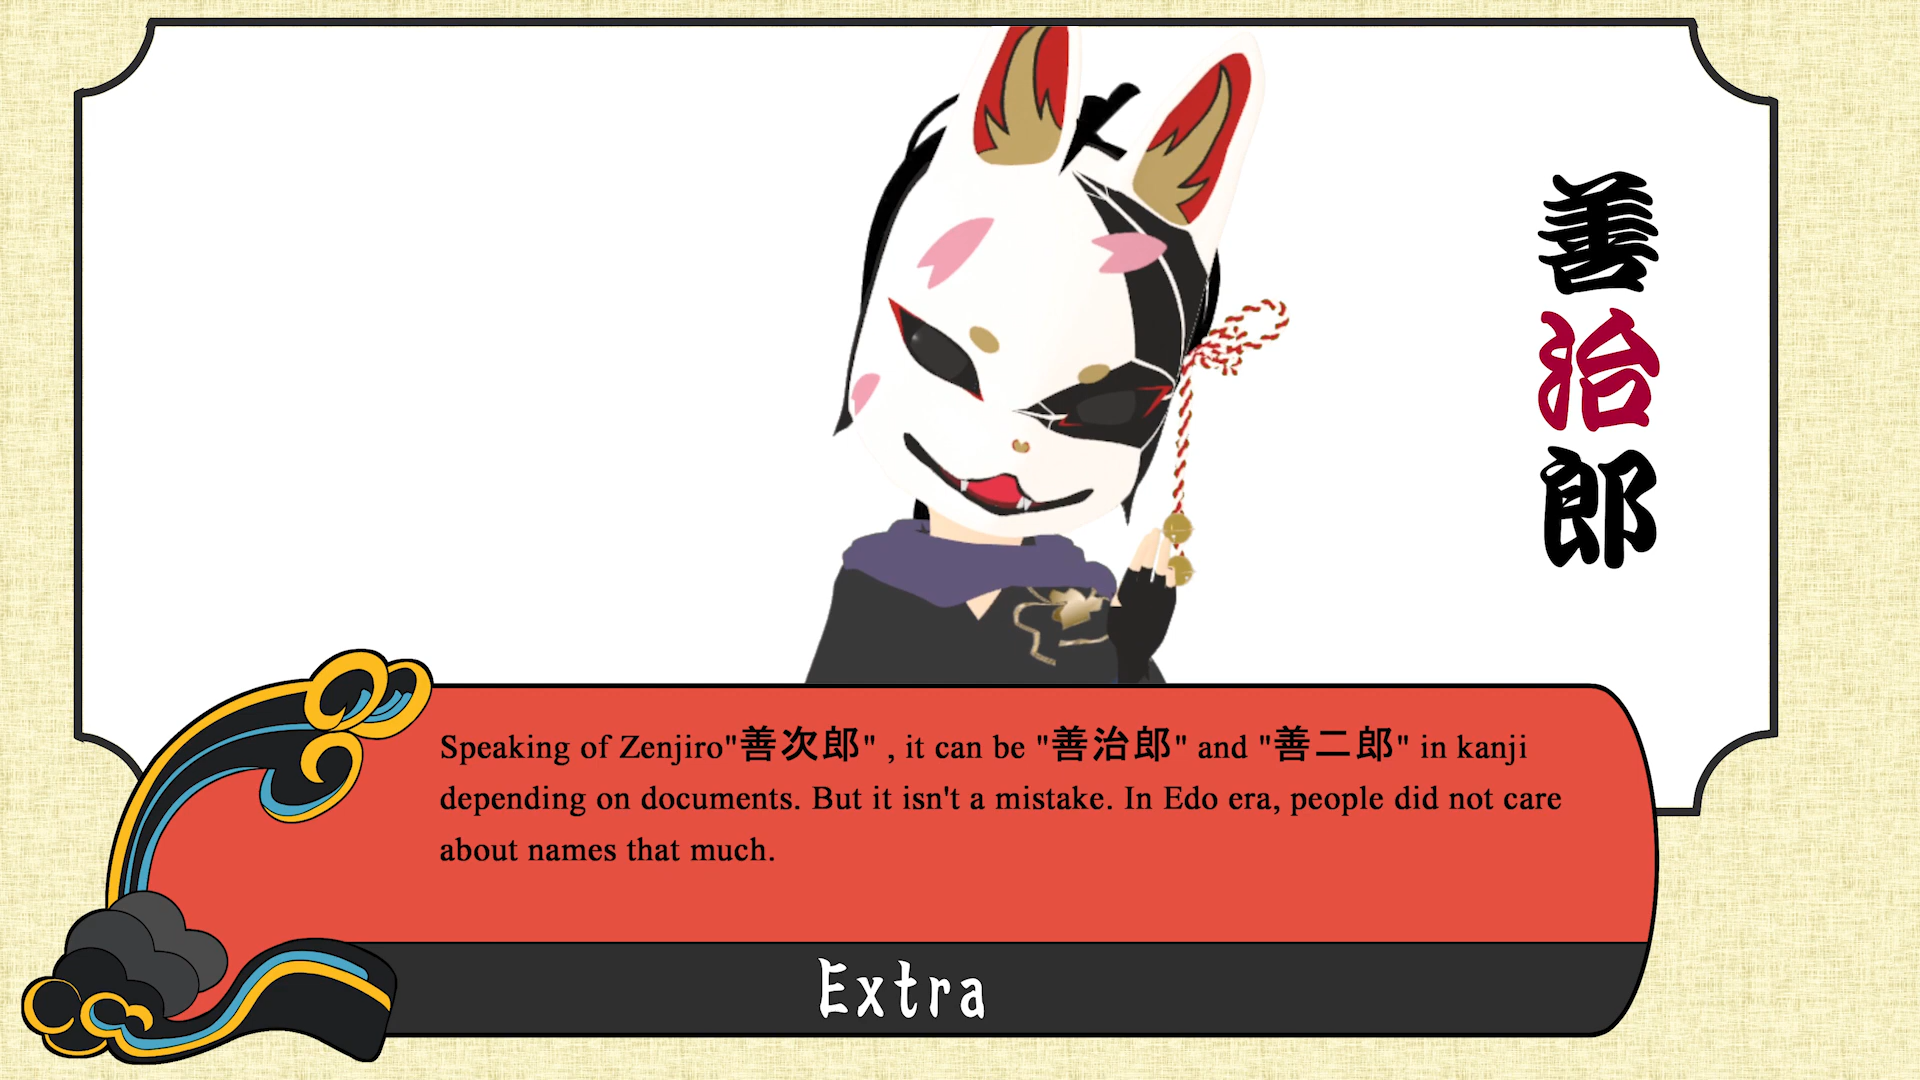 善治郎
Speaking of Zenjiro"善次郎" , it can be "善治郎" and "善二郎" in kanji
depending on documents. But it isn't a mistake. In Edo era, people did not care
about names that much.
Extra